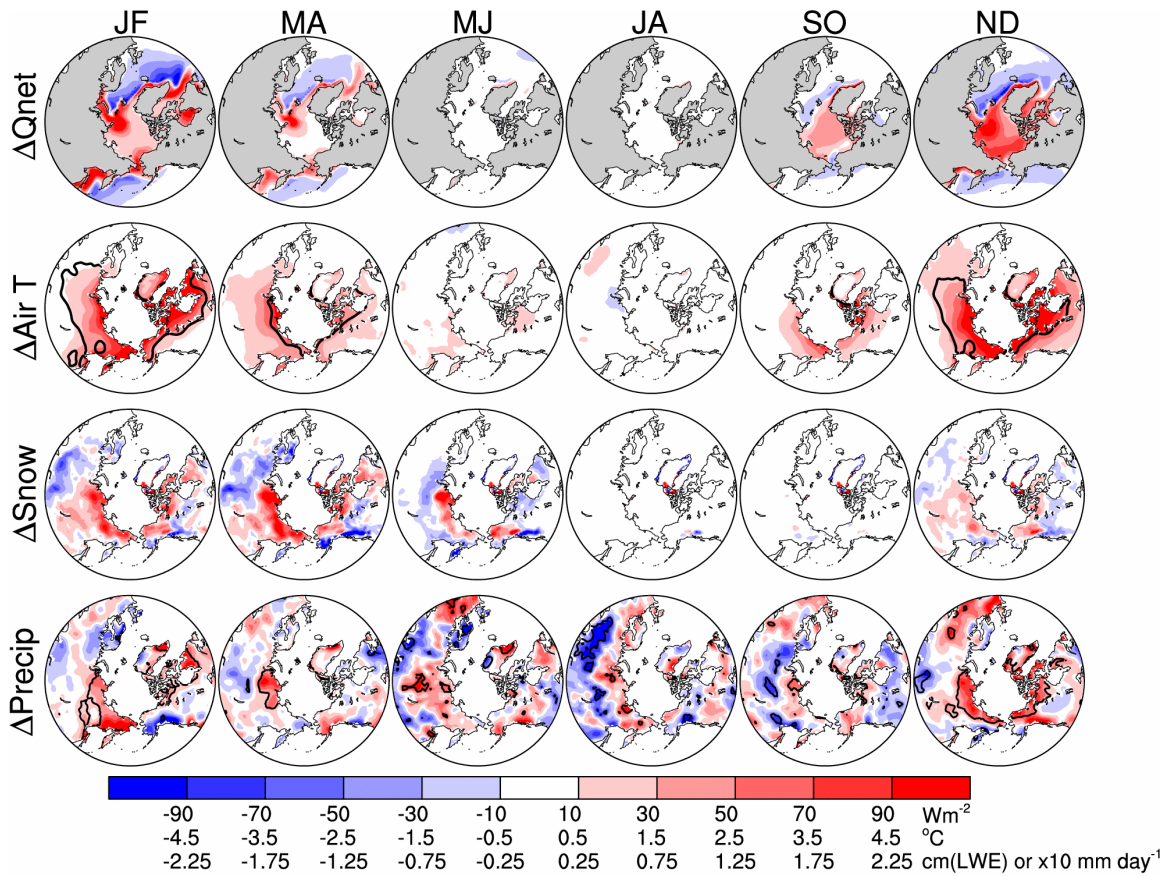 JF MA MJ JA SO ND
ΔQnet
ΔAir T
ΔSnow
ΔPrecip
-90 -70 -50 -30 -10 10 30 50 70 90 Wm⁻²
-4.5 -3.5 -2.5 -1.5 -0.5 0.5 1.5 2.5 3.5 4.5 °C
-2.25 -1.75 -1.25 -0.75 -0.25 0.25 0.75 1.25 1.75 2.25 cm(LWE) or x10 mm day⁻¹